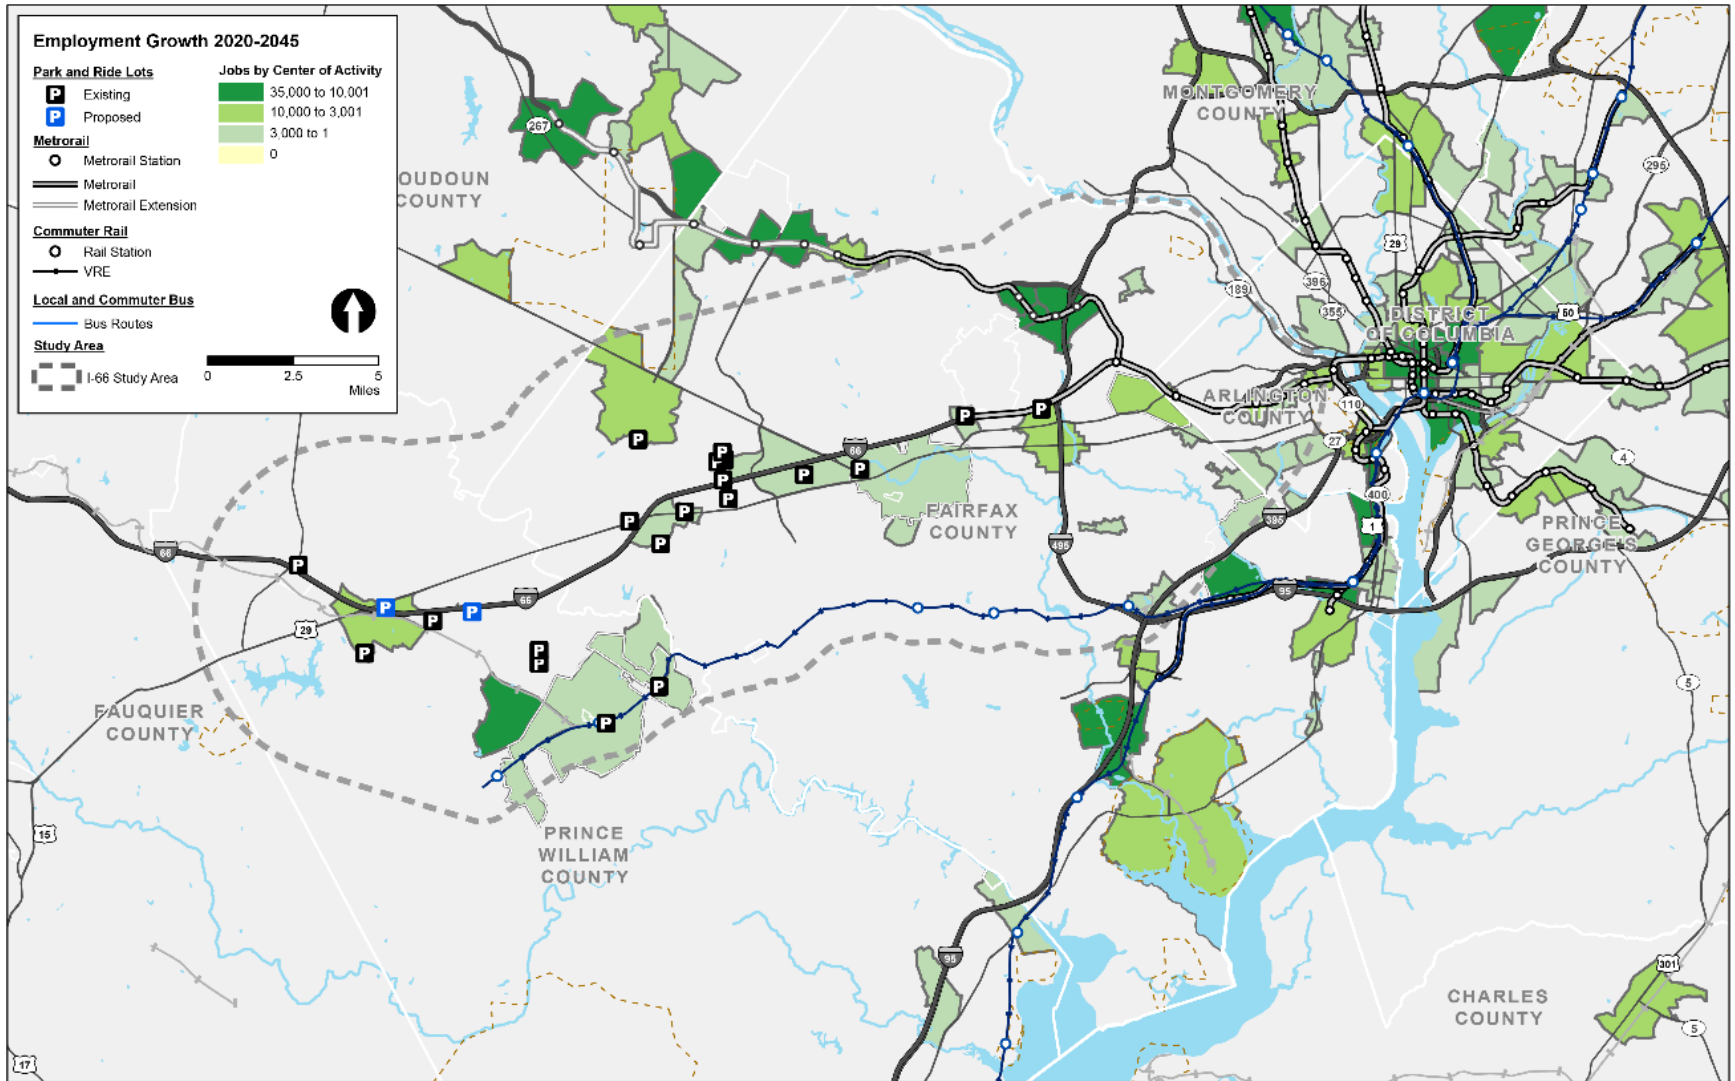 Employment Growth 2020-2045
Park and Ride Lots
P Existing
P Proposed
Metrorail
Metrorail Station
Metrorail
Metrorail Extension
Commuter Rail
Rail Station
VRE
Local and Commuter Bus
Bus Routes
Study Area
I-66 Study Area
Jobs by Center of Activity
35,000 to 10,001
10,000 to 3,001
3,000 to 1
0
0 2.5 5
Miles
267
OUDOUN
COUNTY
MONTGOMERY
COUNTY
295
29
396
189
355
50
DISTRICT
OF COLUMBIA
ARLINGTON
COUNTY
110
27
P
P
P
P
P
P
P
P
66
P
4
400
FAIRFAX
COUNTY
395
1
PRINCE
GEORGE'S
COUNTY
P
P
P
495
66
P
66
95
P
P
P
29
P
P
P
P
P
5
FAUQUIER
COUNTY
15
PRINCE
WILLIAM
COUNTY
95
301
CHARLES
COUNTY
5
17